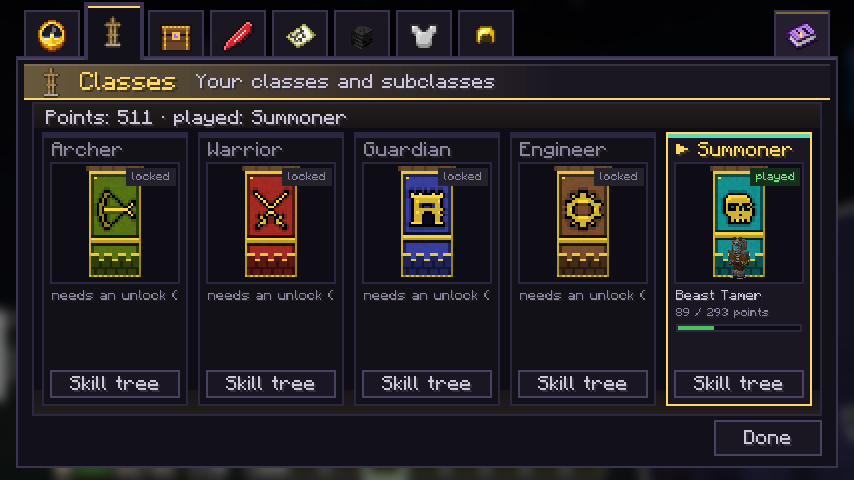 Classes Your classes and subclasses
Points: 511 · played: Summoner
Archer
locked
needs an unlock (
Skill tree
Warrior
locked
needs an unlock (
Skill tree
Guardian
locked
needs an unlock (
Skill tree
Engineer
locked
needs an unlock (
Skill tree
► Summoner
played
Beast Tamer
89 / 293 points
Skill tree
Done